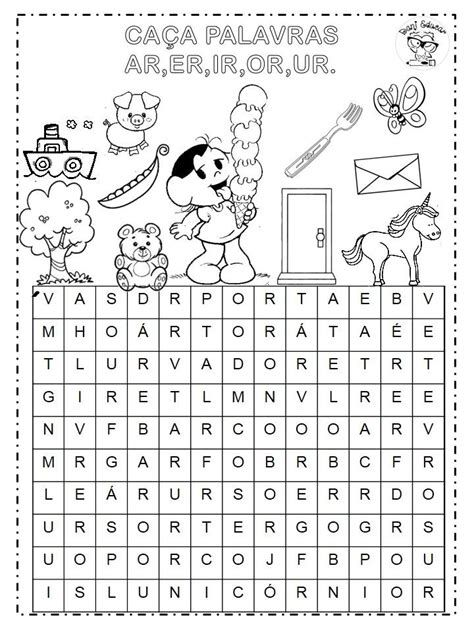 CAÇA PALAVRAS
AR,ER,IR,OR,UR.
Dani Educar
V A S D R P O R T A E B V
M H O Á R T O R Á T A É E
T L U R V A D O R E T R T
G I R E T L M N V L R E E
N V F B A R C O O O A R V
M R G A R F O B R B C F R
L E Á R U R S O E R R D O
U R S O R T E R G O G R S
U O P O R C O J F B P O U
I S L U N I C Ó R N I O R